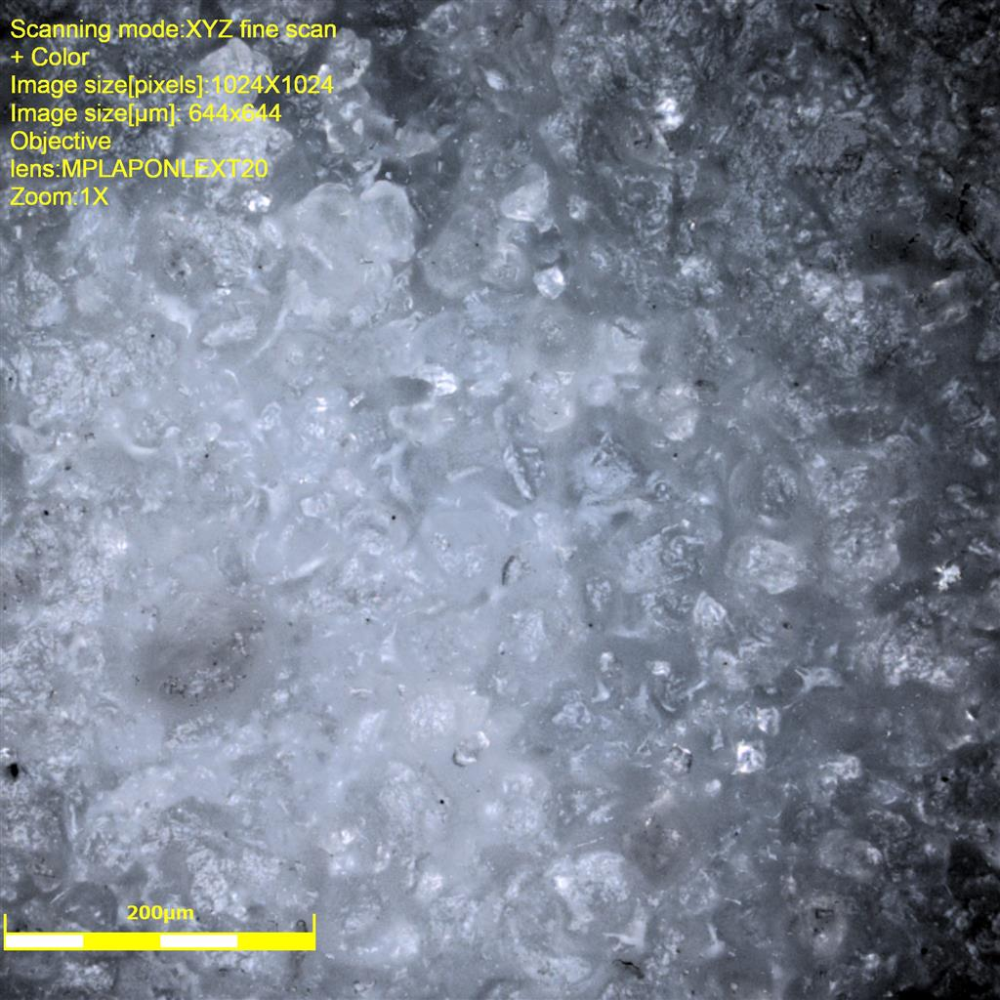 Scanning mode:XYZ fine scan
+ Color
Image size[pixels]:1024X1024
Image size[µm]: 644x644
Objective
lens:MPLAPONLEXT20
Zoom:1X
200µm